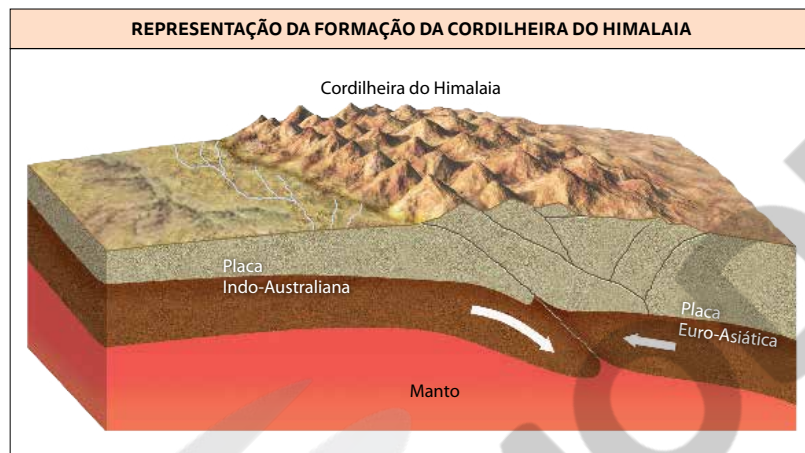 REPRESENTAÇÃO DA FORMAÇÃO DA CORDILHEIRA DO HIMALAIA
Cordilheira do Himalaia
Placa
Indo-Australiana
Placa
Euro-Asiática
Manto